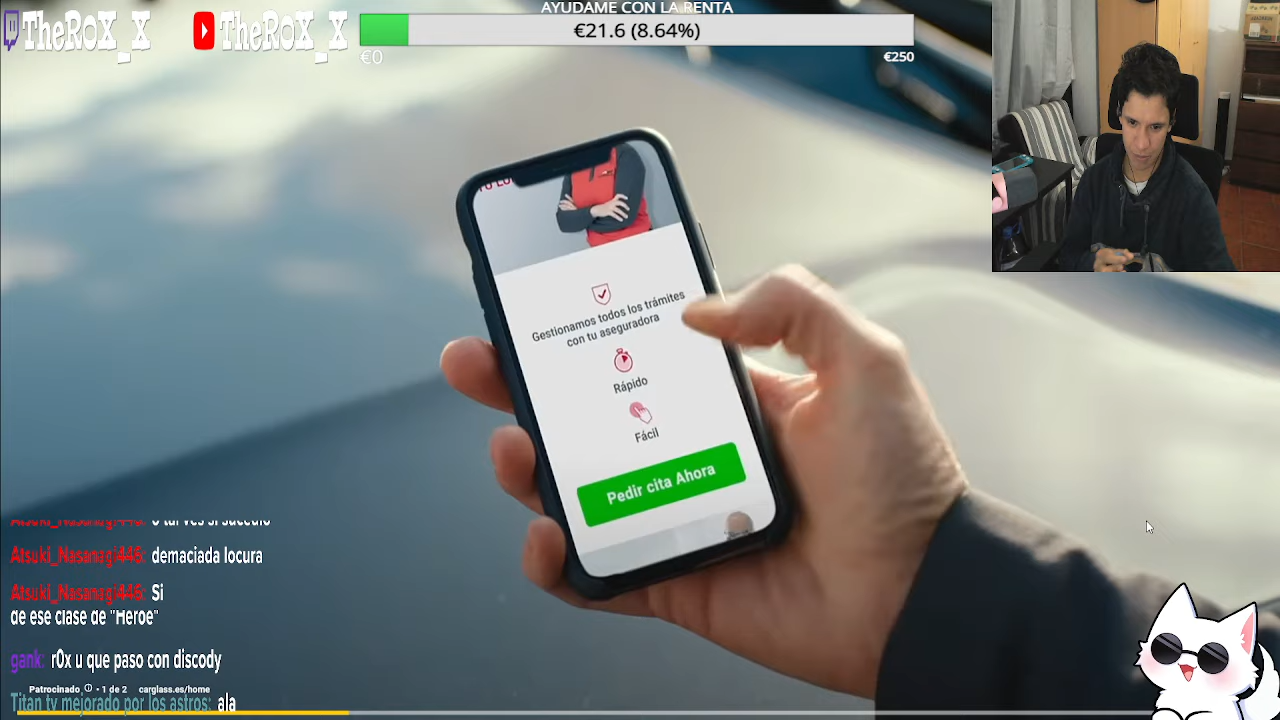 TheRoX_X
TheRoX_X
AYUDAME CON LA RENTA
€21.6 (8.64%)
€0
€250
Gestionamos todos los trámites
con tu aseguradora
Rápido
Fácil
Pedir cita Ahora
Atsuki_Nasanagi446: demaciada locura
Atsuki_Nasanagi446: Si
de ese clase de "Heroe"
gank: r0x u que paso con discody
Patrocinado • 1 de 2 carglass.es/home
Titan tv mejorado por los astros: ala